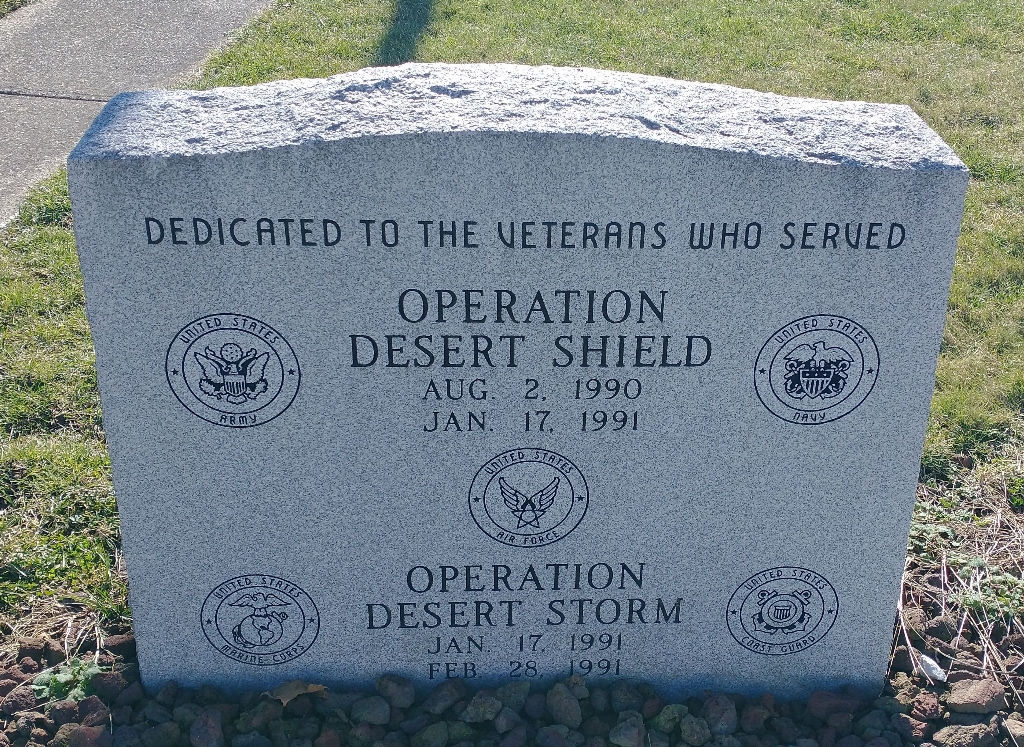 DEDICATED TO THE VETERANS WHO SERVED
OPERATION
DESERT SHIELD
AUG. 2, 1990
JAN. 17, 1991
UNITED STATES
ARMY
UNITED STATES
NAVY
UNITED STATES
AIR FORCE
OPERATION
DESERT STORM
JAN. 17, 1991
FEB. 28, 1991
UNITED STATES
MARINE CORPS
UNITED STATES
COAST GUARD